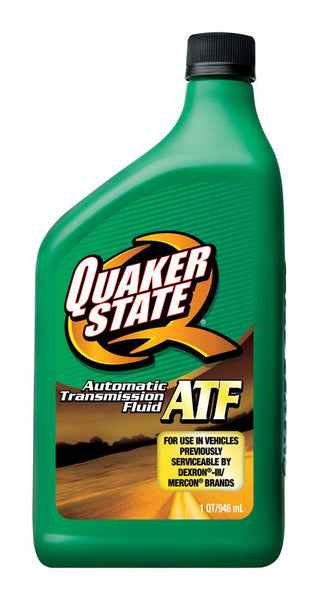 QUAKER
STATE®
Automatic
Transmission
Fluid
ATF
FOR USE IN VEHICLES
PREVIOUSLY
SERVICEABLE BY
DEXRON®-III/
MERCON® BRANDS
1 QT/946 mL